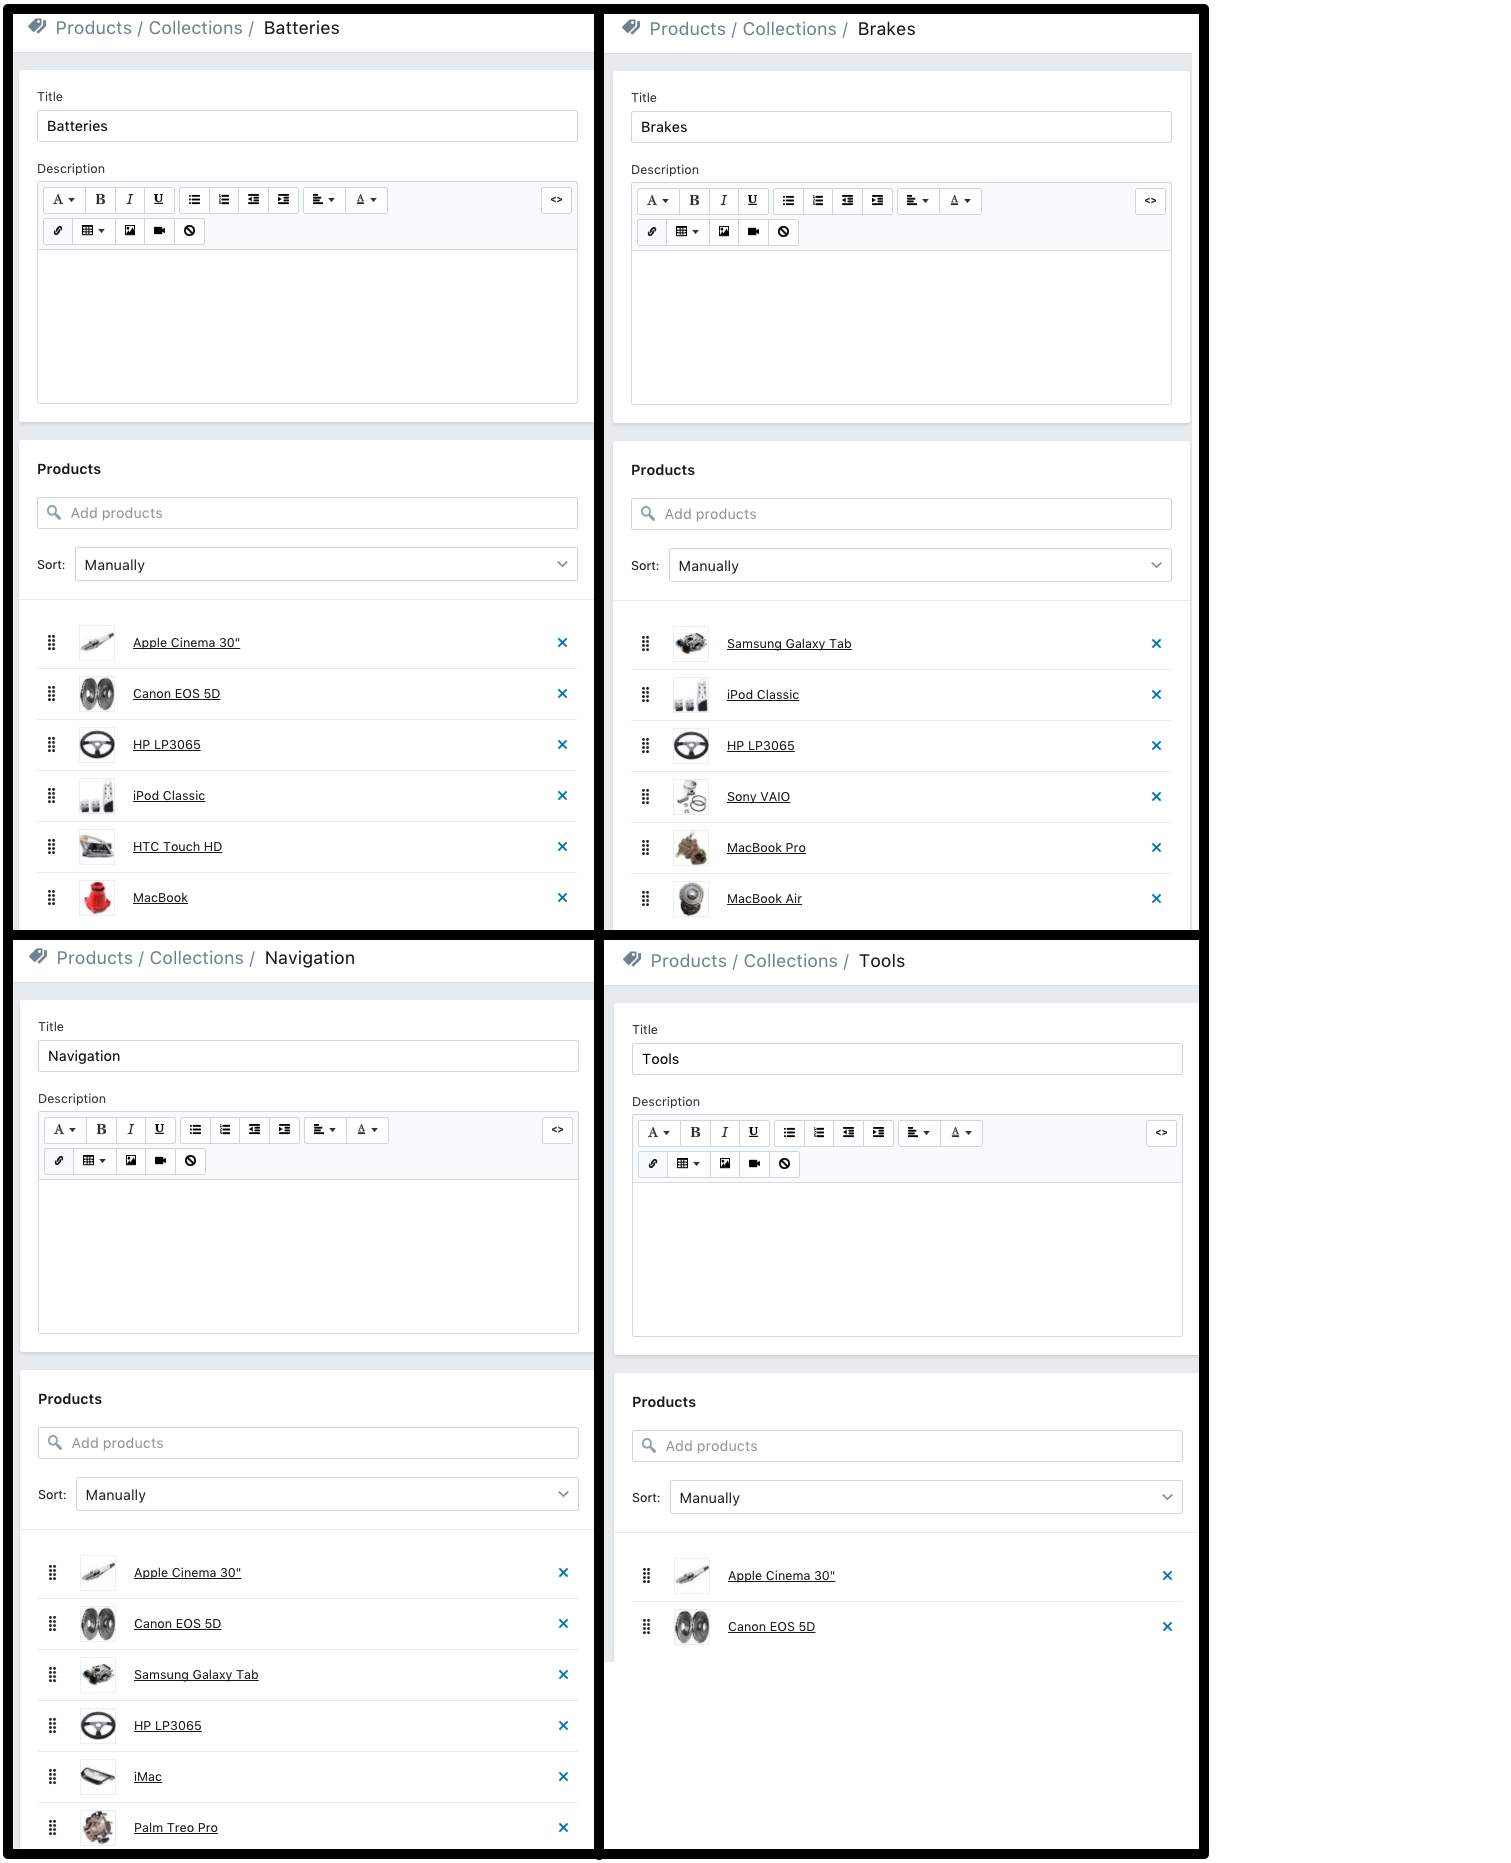 Products / Collections / Batteries
Title
Batteries
Description
A B I U A <>
Products
Add products
Sort: Manually
Apple Cinema 30"
Canon EOS 5D
HP LP3065
iPod Classic
HTC Touch HD
MacBook
Products / Collections / Brakes
Title
Brakes
Description
A B I U A <>
Products
Add products
Sort: Manually
Samsung Galaxy Tab
iPod Classic
HP LP3065
Sony VAIO
MacBook Pro
MacBook Air
Products / Collections / Navigation
Title
Navigation
Description
A B I U A <>
Products
Add products
Sort: Manually
Apple Cinema 30"
Canon EOS 5D
Samsung Galaxy Tab
HP LP3065
iMac
Palm Treo Pro
Products / Collections / Tools
Title
Tools
Description
A B I U A <>
Products
Add products
Sort: Manually
Apple Cinema 30"
Canon EOS 5D